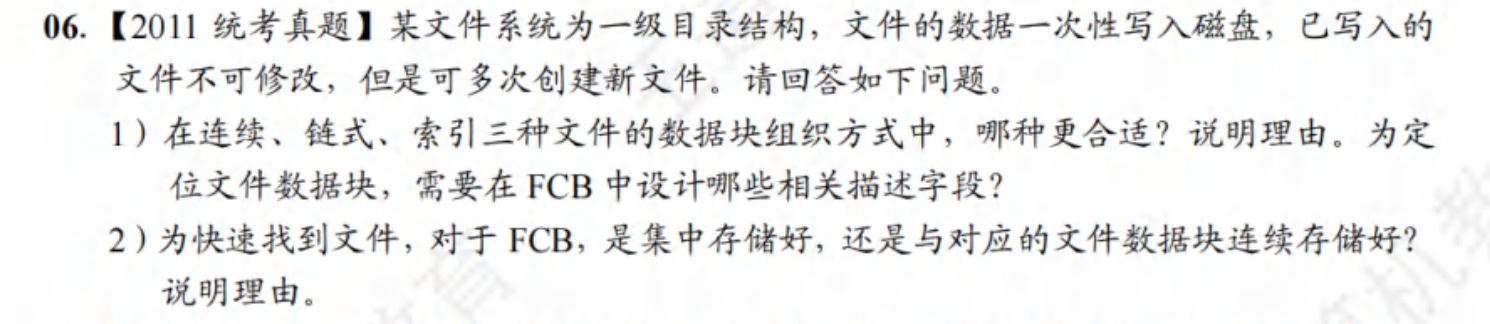 06.【2011 统考真题】某文件系统为一级目录结构，文件的数据一次性写入磁盘，已写入的
文件不可修改，但是可多次创建新文件。请回答如下问题。
1）在连续、链式、索引三种文件的数据块组织方式中，哪种更合适？说明理由。为定
位文件数据块，需要在 FCB 中设计哪些相关描述字段？
2）为快速找到文件，对于 FCB，是集中存储好，还是与对应的文件数据块连续存储好？
说明理由。